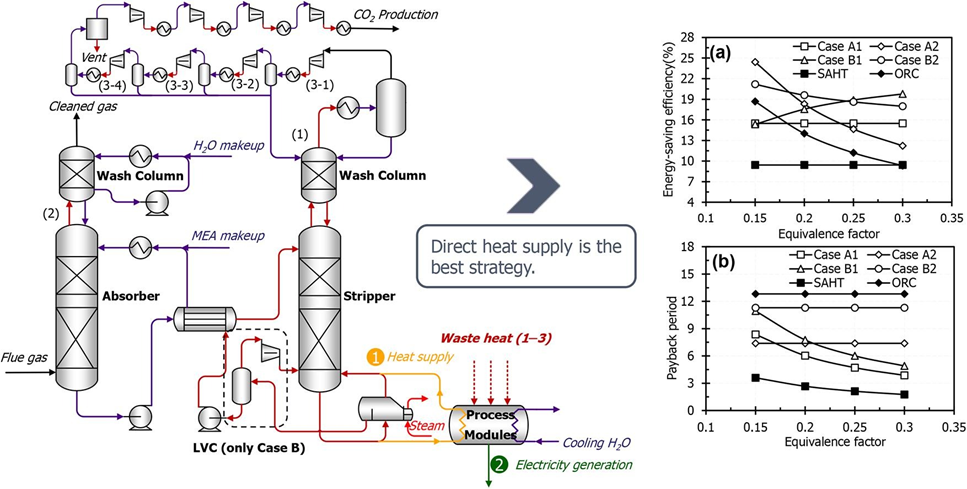 CO2 Production
Vent
(3-4)
(3-3)
(3-2)
(3-1)
Cleaned gas
(1)
H2O makeup
Wash Column
Wash Column
(2)
MEA makeup
Absorber
Stripper
Flue gas
LVC (only Case B)
1 Heat supply
Waste heat (1–3)
Steam
Process
Modules
Cooling H2O
2 Electricity generation
Direct heat supply is the
best strategy.
(a)
Case A1
Case A2
Case B1
Case B2
SAHT
ORC
Energy-saving efficiency(%)
28
25
22
19
16
13
10
7
4
0.1
0.15
0.2
0.25
0.3
0.35
Equivalence factor
(b)
Case A1
Case A2
Case B1
Case B2
SAHT
ORC
Payback period
18
15
12
9
6
3
0
0.1
0.15
0.2
0.25
0.3
0.35
Equivalence factor